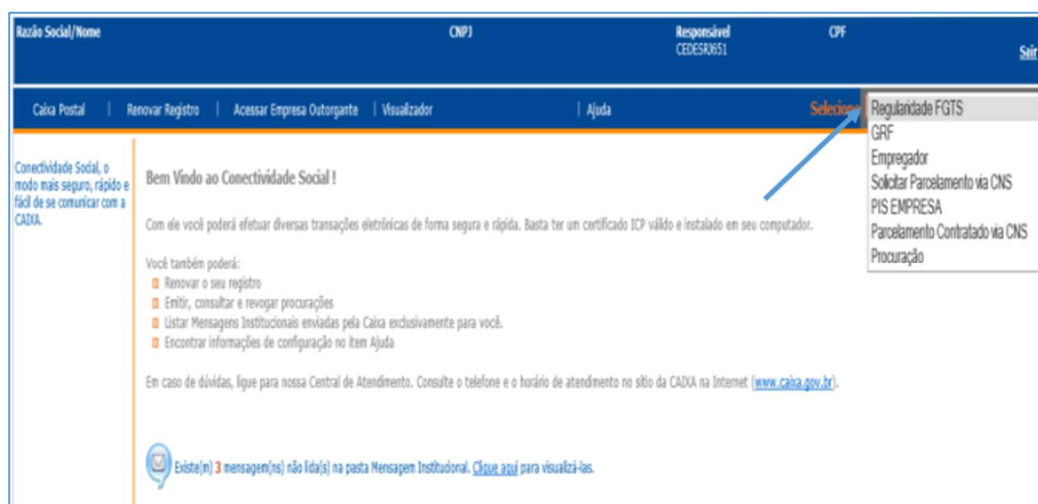 Razão Social/Nome CNPJ Responsável CPF
CEDESRJ651
Sair
Caixa Postal | Renovar Registro | Acessar Empresa Outorgante | Visualizador | Ajuda Selecione
Regularidade FGTS
GRF
Empregador
Solicitar Parcelamento via CNS
PIS EMPRESA
Parcelamento Contratado via CNS
Procuração
Conectividade Social, o
modo mais seguro, rápido e
fácil de se comunicar com a
CAIXA.
Bem Vindo ao Conectividade Social !
Com ele você poderá efetuar diversas transações eletrônicas de forma segura e rápida. Basta ter um certificado ICP válido e instalado em seu computador.
Você também poderá:
Renovar o seu registro
Emitir, consultar e revogar procurações
Listar Mensagens Institucionais enviadas pela Caixa exclusivamente para você.
Encontrar informações de configuração no item Ajuda
Em caso de dúvidas, ligue para nossa Central de Atendimento. Consulte o telefone e o horário de atendimento no sítio da CAIXA na Internet (www.caixa.gov.br).
Existe(m) 3 mensagem(ns) não lida(s) na pasta Mensagem Institucional. Clique aqui para visualizá-las.